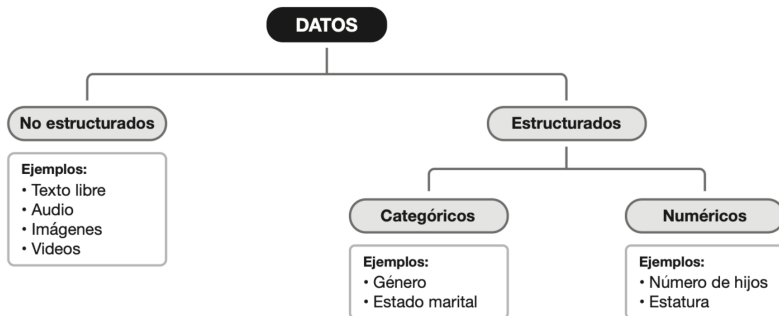 DATOS
No estructurados
Estructurados
Ejemplos:
• Texto libre
• Audio
• Imágenes
• Videos
Categóricos
Numéricos
Ejemplos:
• Género
• Estado marital
Ejemplos:
• Número de hijos
• Estatura